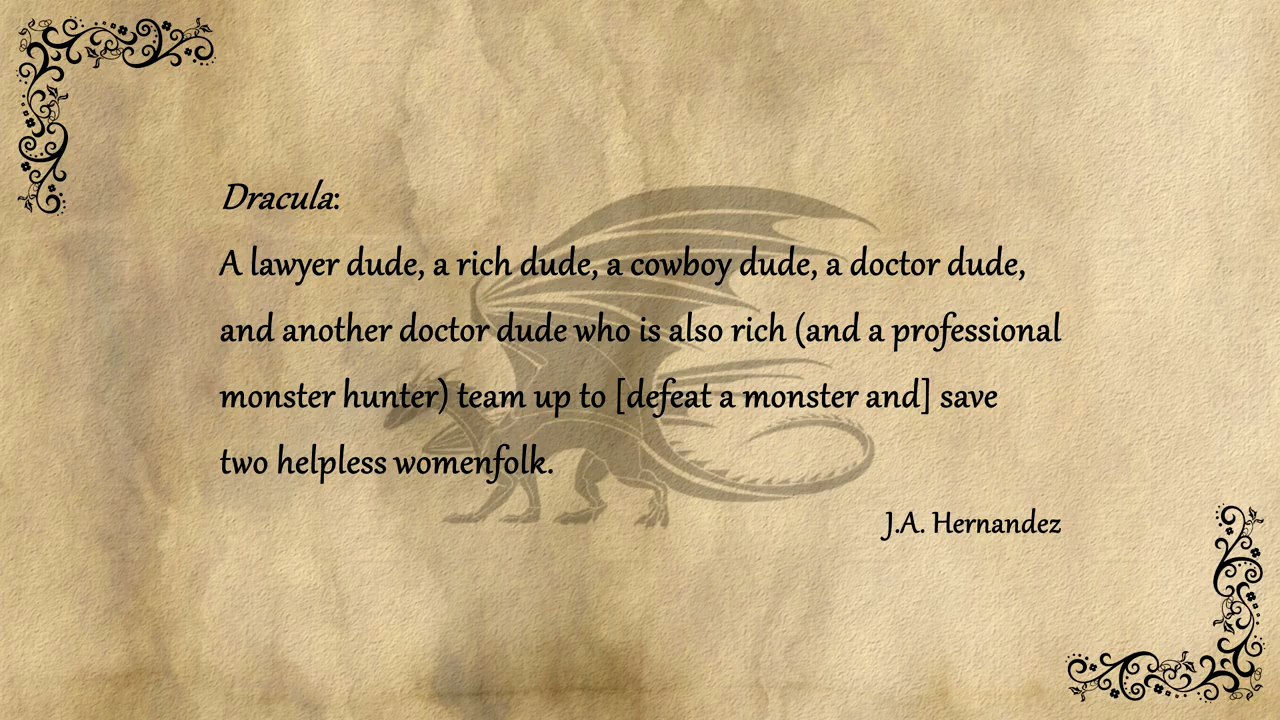 Dracula:
A lawyer dude, a rich dude, a cowboy dude, a doctor dude,
and another doctor dude who is also rich (and a professional
monster hunter) team up to [defeat a monster and] save
two helpless womenfolk.
J.A. Hernandez